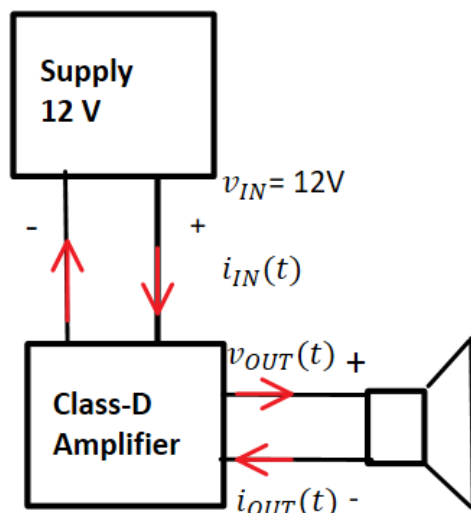 Supply
12 V
v_IN = 12V
- +
i_IN(t)
v_OUT(t) +
Class-D
Amplifier
i_OUT(t) -